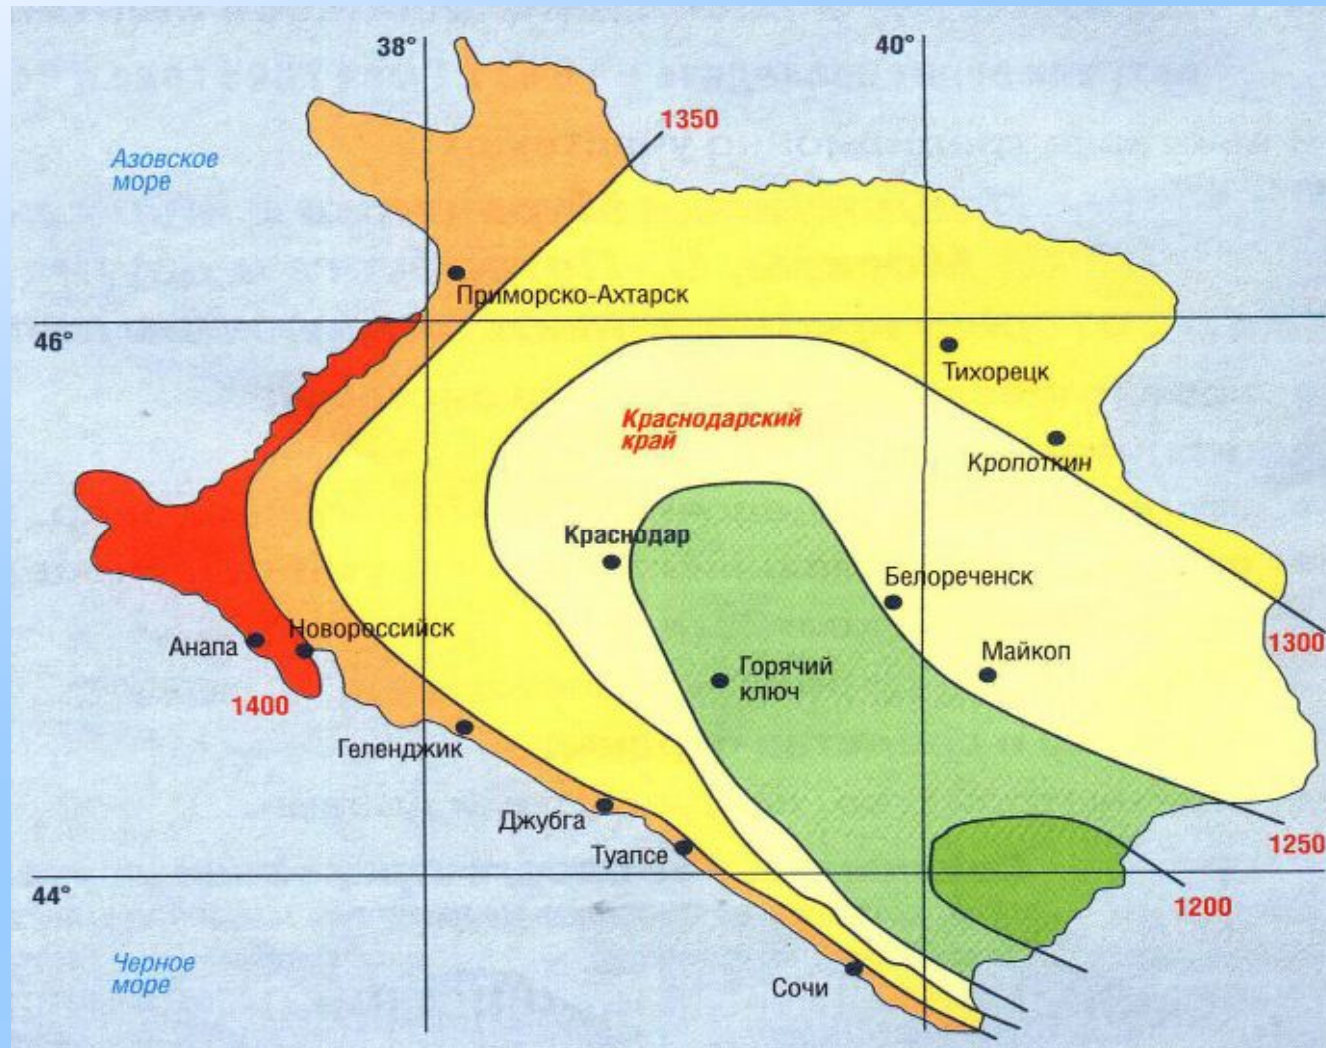 38°
40°
1350
Азовское
море
Приморско-Ахтарск
46°
Тихорецк
Краснодарский
край
Кропоткин
Краснодар
Белореченск
Новороссийск
Анапа
1300
Майкоп
Горячий
ключ
1400
Геленджик
Джубга
1250
Туапсе
44°
1200
Черное
море
Сочи